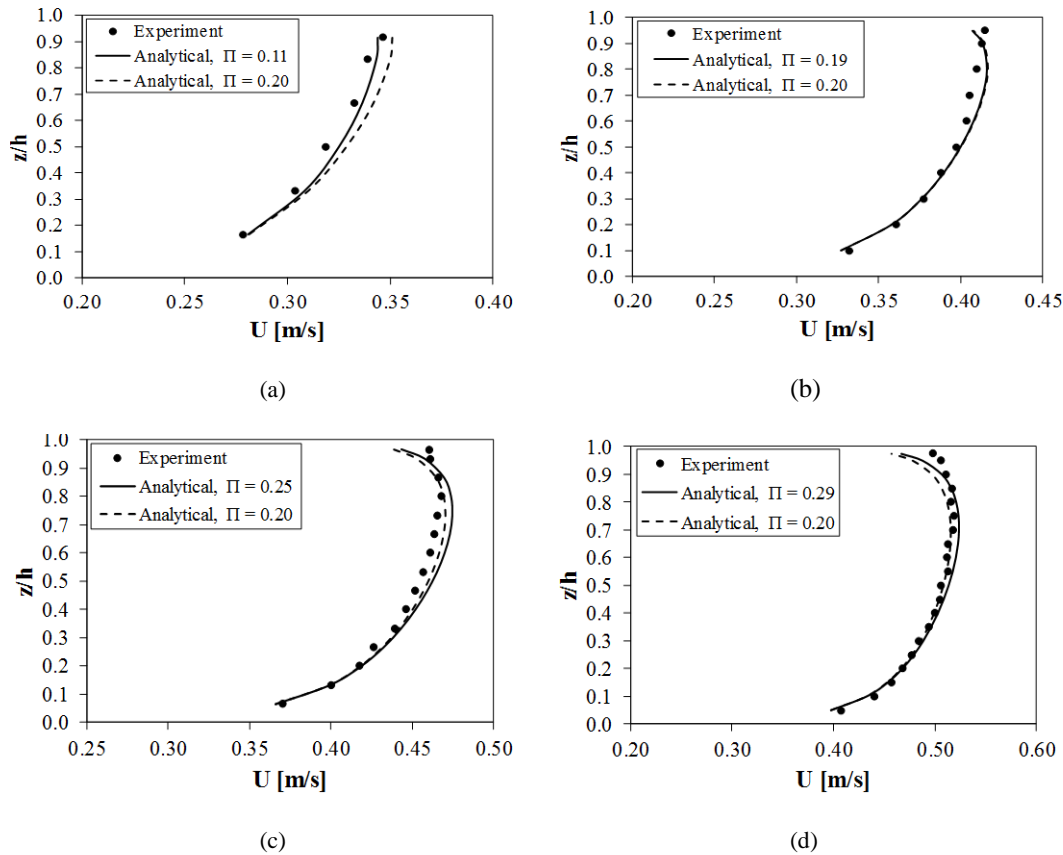 1.0
0.9
0.8
0.7
0.6
0.5
0.4
0.3
0.2
0.1
0.0
z/h
Experiment
Analytical, Π = 0.11
Analytical, Π = 0.20
0.20 0.25 0.30 0.35 0.40
U [m/s]
(a)
1.0
0.9
0.8
0.7
0.6
0.5
0.4
0.3
0.2
0.1
0.0
z/h
Experiment
Analytical, Π = 0.19
Analytical, Π = 0.20
0.20 0.25 0.30 0.35 0.40 0.45
U [m/s]
(b)
1.0
0.9
0.8
0.7
0.6
0.5
0.4
0.3
0.2
0.1
0.0
z/h
Experiment
Analytical, Π = 0.25
Analytical, Π = 0.20
0.25 0.30 0.35 0.40 0.45 0.50
U [m/s]
(c)
1.0
0.9
0.8
0.7
0.6
0.5
0.4
0.3
0.2
0.1
0.0
z/h
Experiment
Analytical, Π = 0.29
Analytical, Π = 0.20
0.20 0.30 0.40 0.50 0.60
U [m/s]
(d)